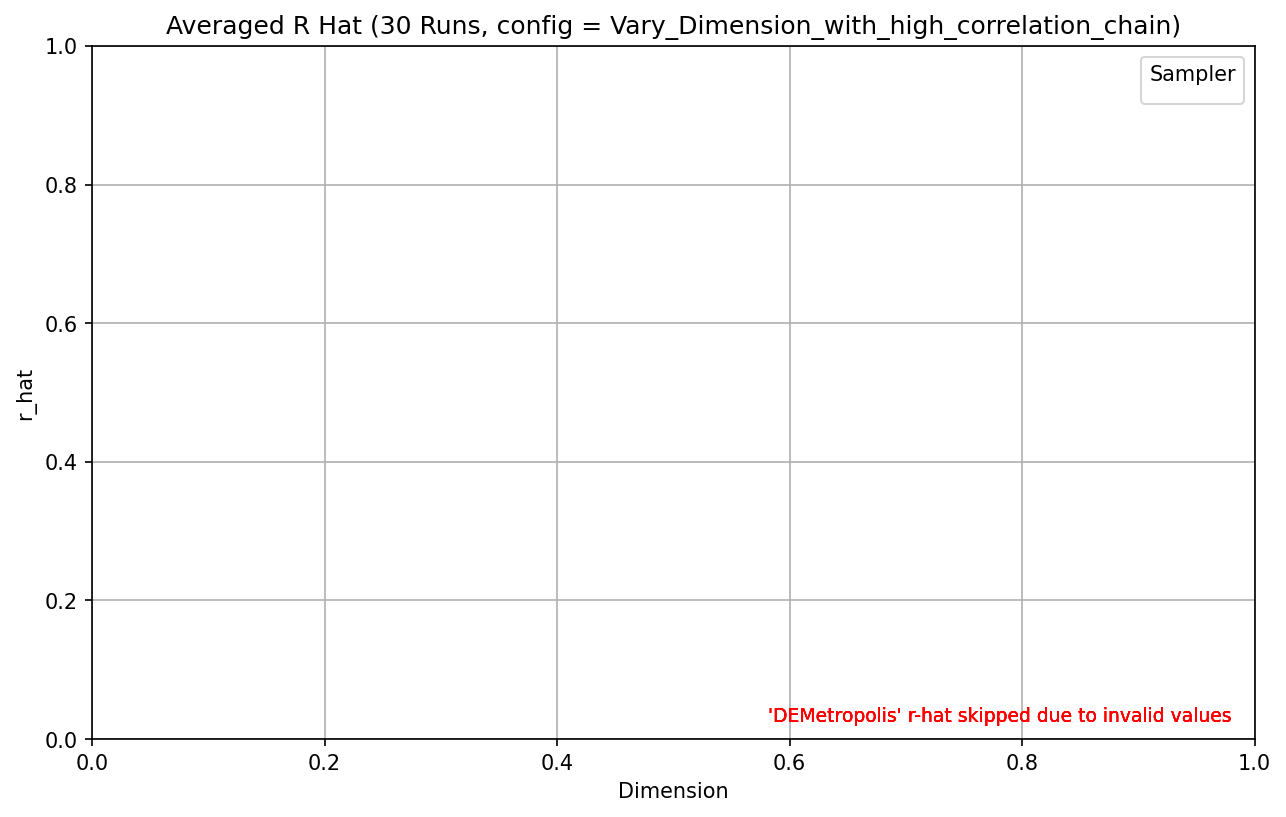 Averaged R Hat (30 Runs, config = Vary_Dimension_with_high_correlation_chain)
Sampler
1.0
0.8
0.6
0.4
0.2
0.0
r_hat
'DEMetropolis' r-hat skipped due to invalid values
0.0 0.2 0.4 0.6 0.8 1.0
Dimension